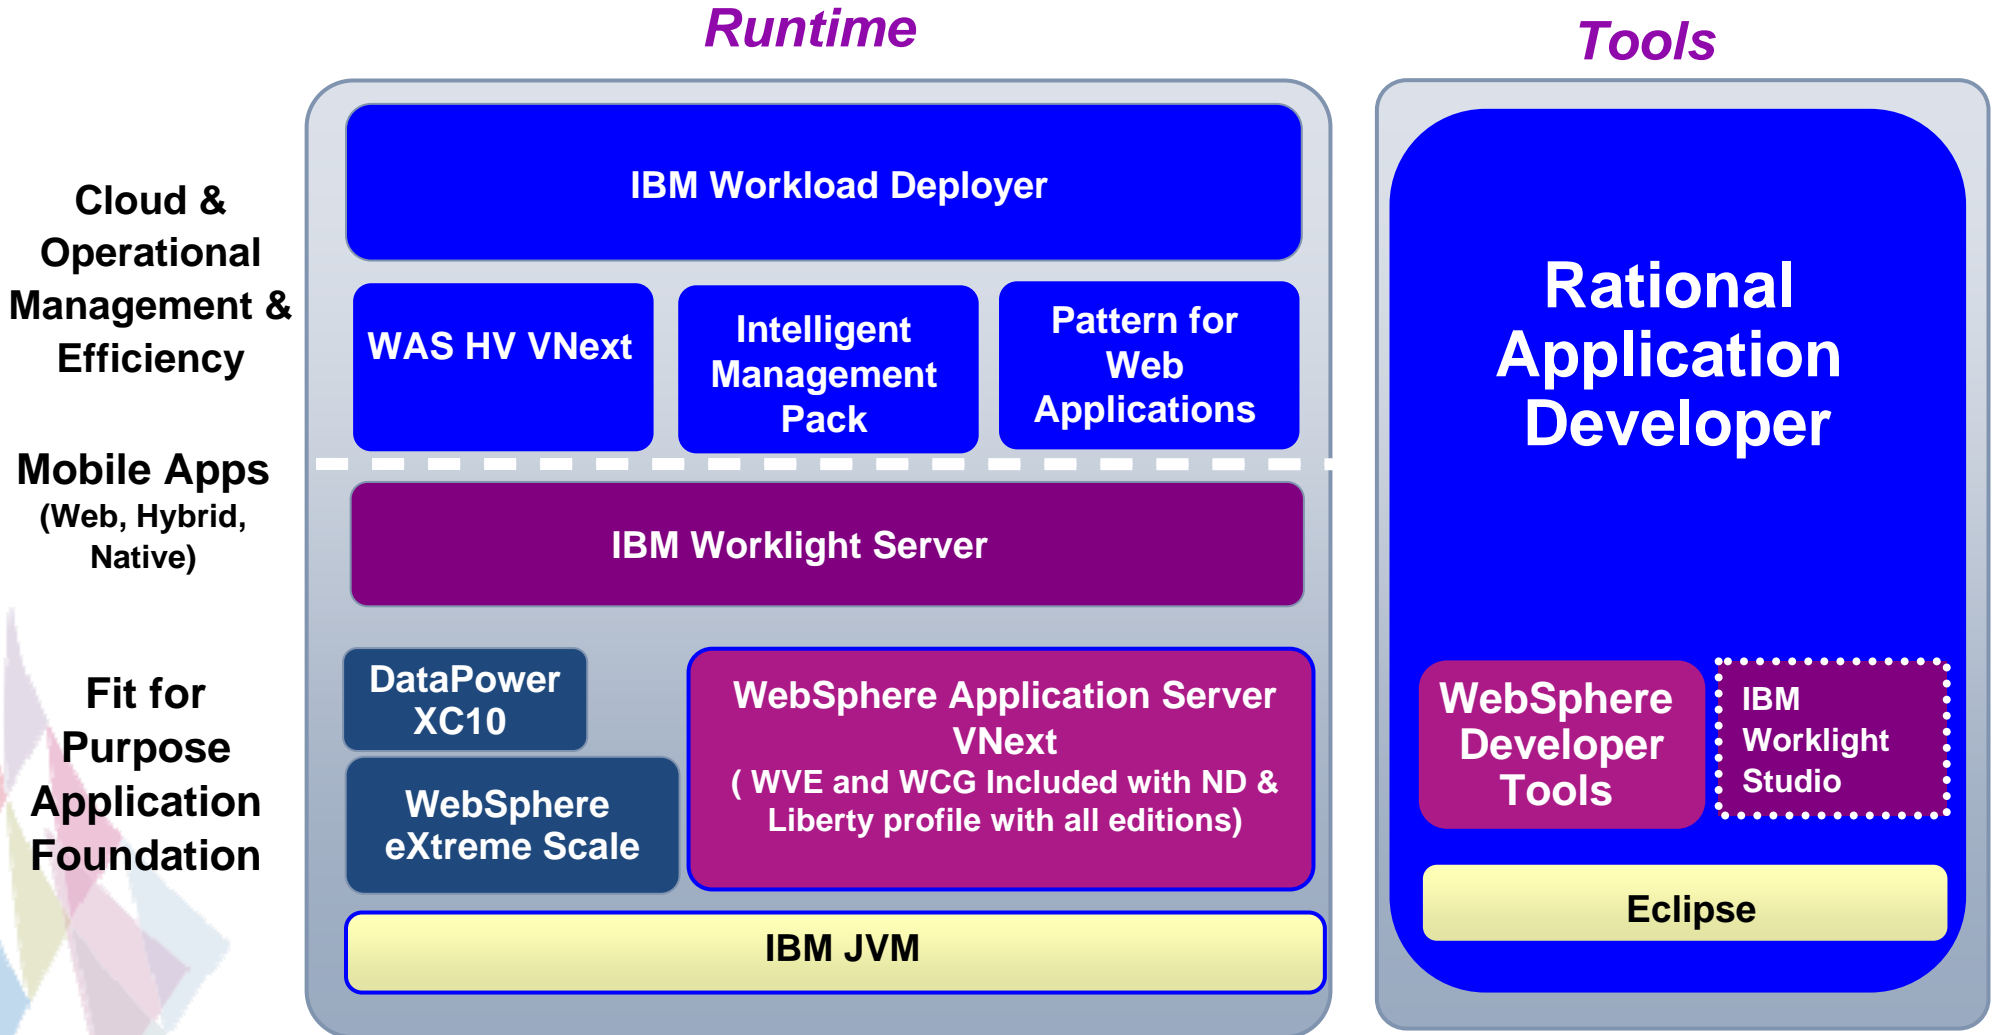 Runtime
Tools
Cloud &
Operational
Management &
Efficiency
Mobile Apps
(Web, Hybrid,
Native)
Fit for
Purpose
Application
Foundation
IBM Workload Deployer
WAS HV VNext
Intelligent
Management
Pack
Pattern for
Web
Applications
IBM Worklight Server
DataPower
XC10
WebSphere
eXtreme Scale
WebSphere Application Server
VNext
( WVE and WCG Included with ND &
Liberty profile with all editions)
IBM JVM
Rational
Application
Developer
WebSphere
Developer
Tools
IBM
Worklight
Studio
Eclipse